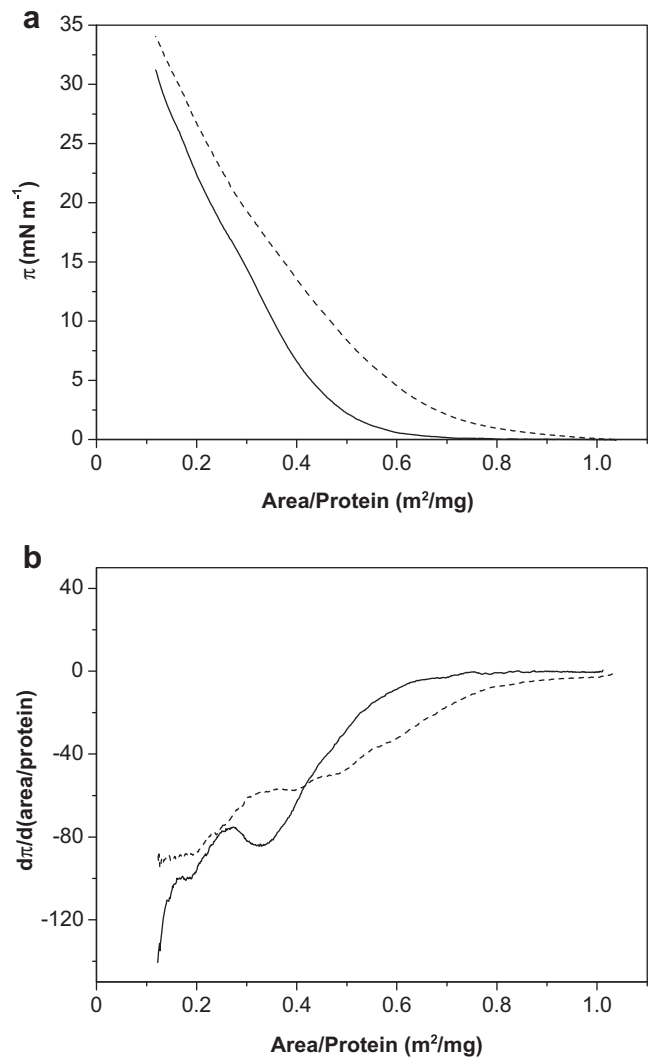 a
35
30
25
20
15
10
5
0
π (mN m⁻¹)
0 0.2 0.4 0.6 0.8 1.0
Area/Protein (m²/mg)
b
40
0
-40
-80
-120
dπ/d(area/protein)
0 0.2 0.4 0.6 0.8 1.0
Area/Protein (m²/mg)